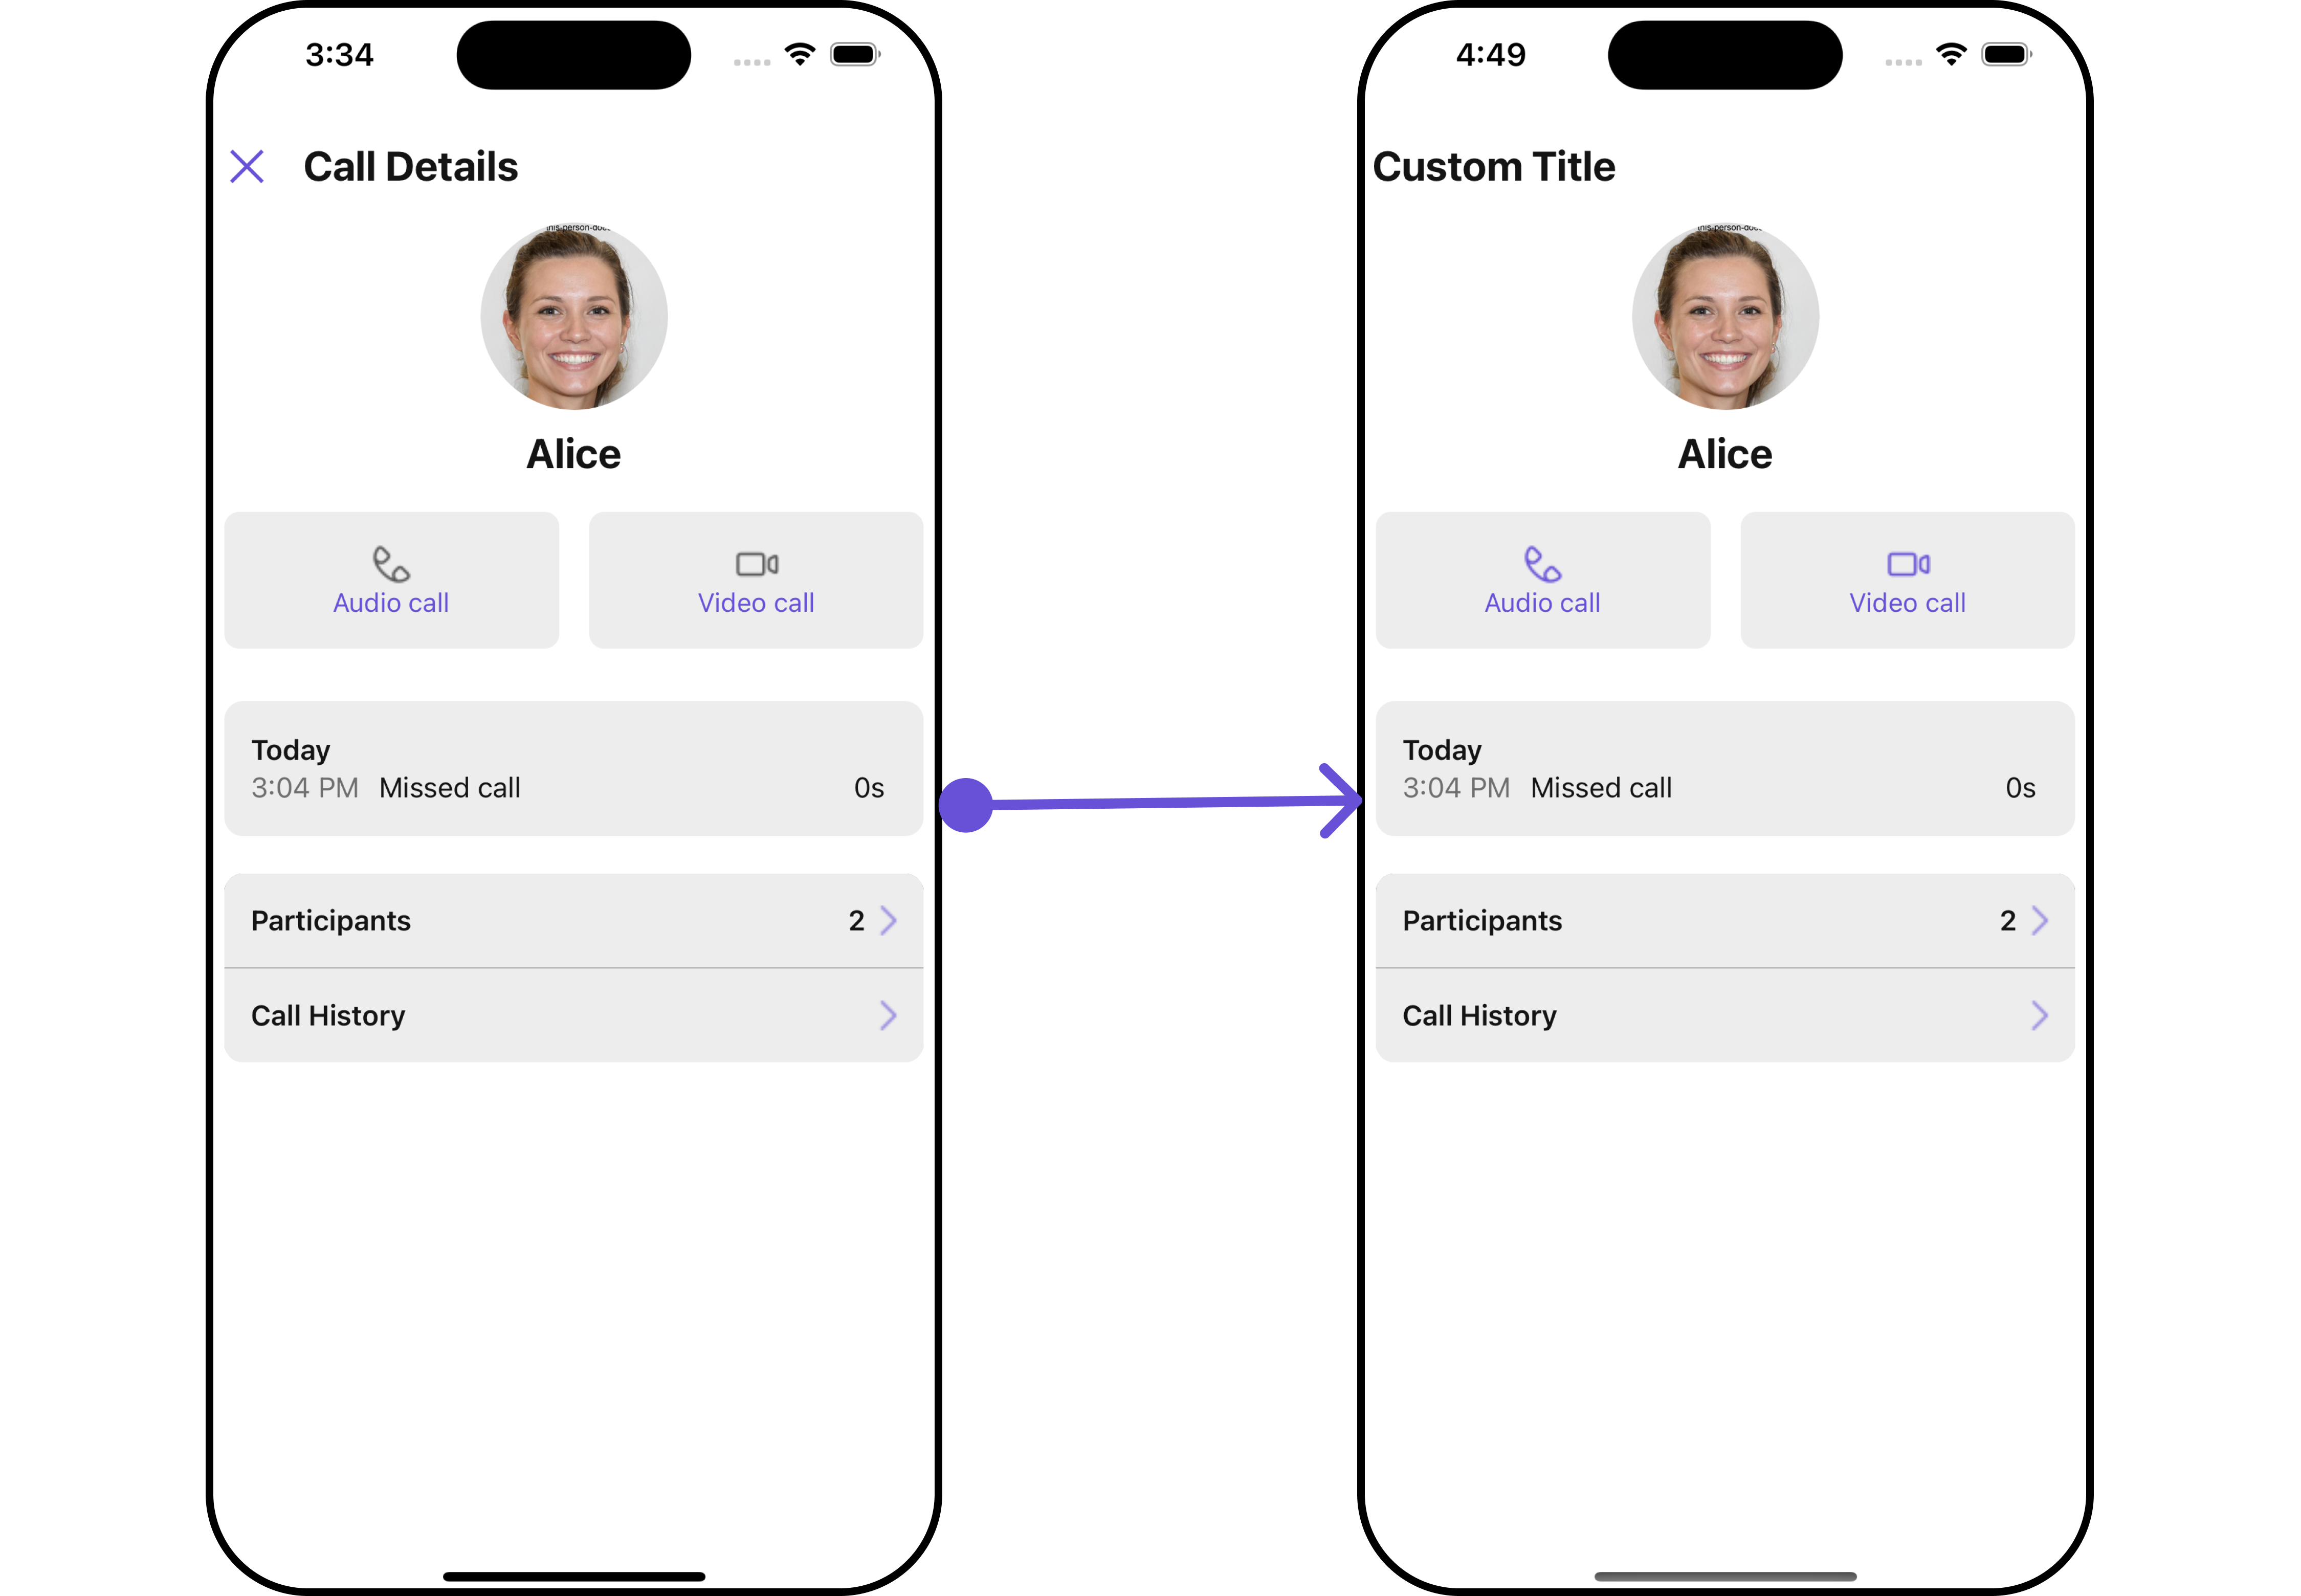 3:34
Call Details
Alice
Audio call
Video call
Today
3:04 PM Missed call 0s
Participants 2
Call History
4:49
Custom Title
Alice
Audio call
Video call
Today
3:04 PM Missed call 0s
Participants 2
Call History